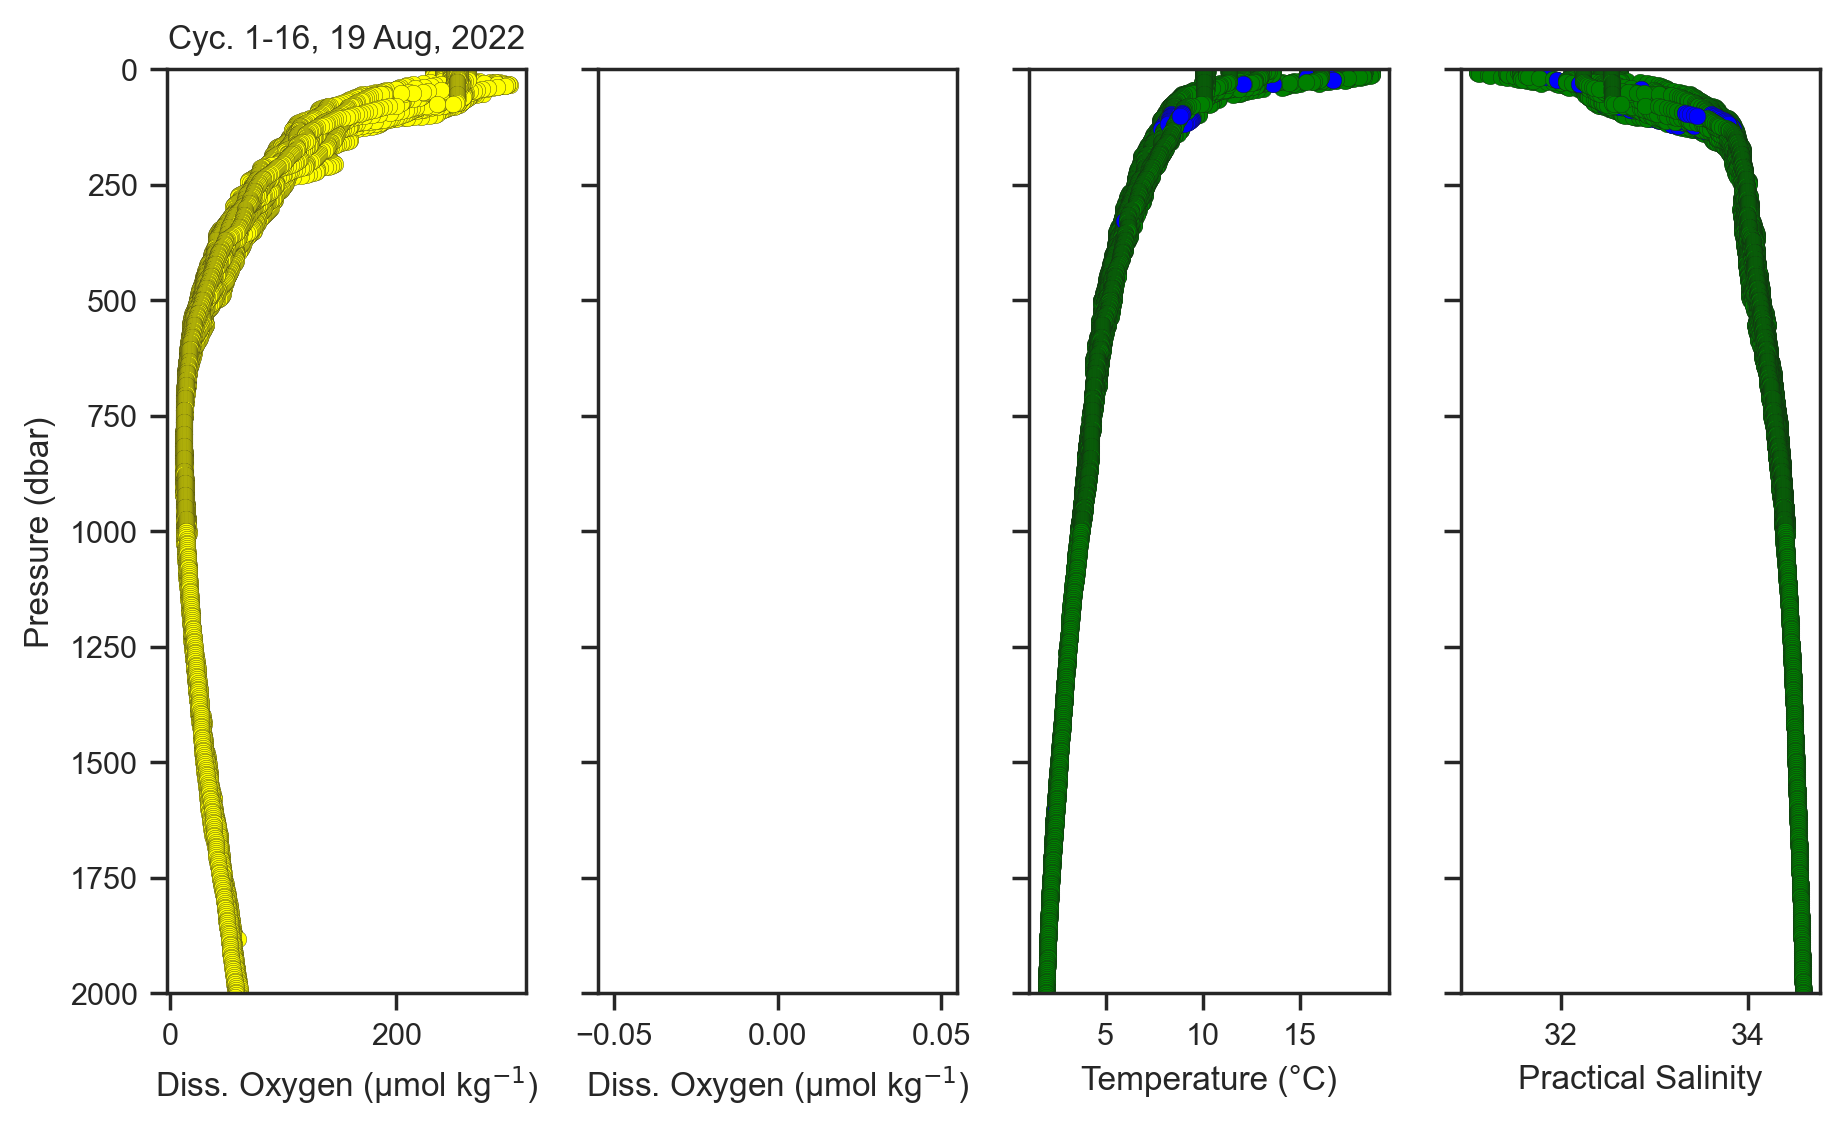 Cyc. 1-16, 19 Aug, 2022
0
250
500
750
1000
1250
1500
1750
2000
Pressure (dbar)
0 200
Diss. Oxygen (µmol kg⁻¹)
−0.05 0.00 0.05
Diss. Oxygen (µmol kg⁻¹)
5 10 15
Temperature (°C)
32 34
Practical Salinity